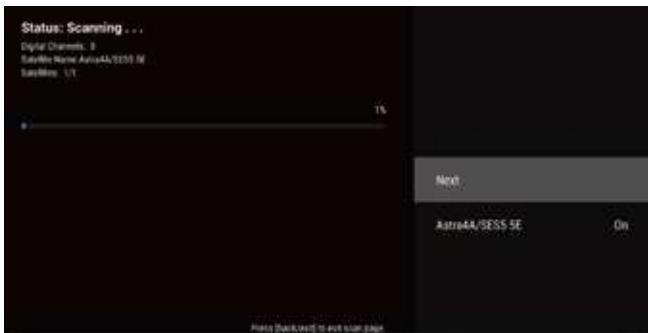 Status: Scanning . . .
Digital Channels: 0
Satellite Name: Astra4A/SES5 5E
Satellites: 1/1
1%
Next
Astra4A/SES5 5E On
Press [back/exit] to exit scan page